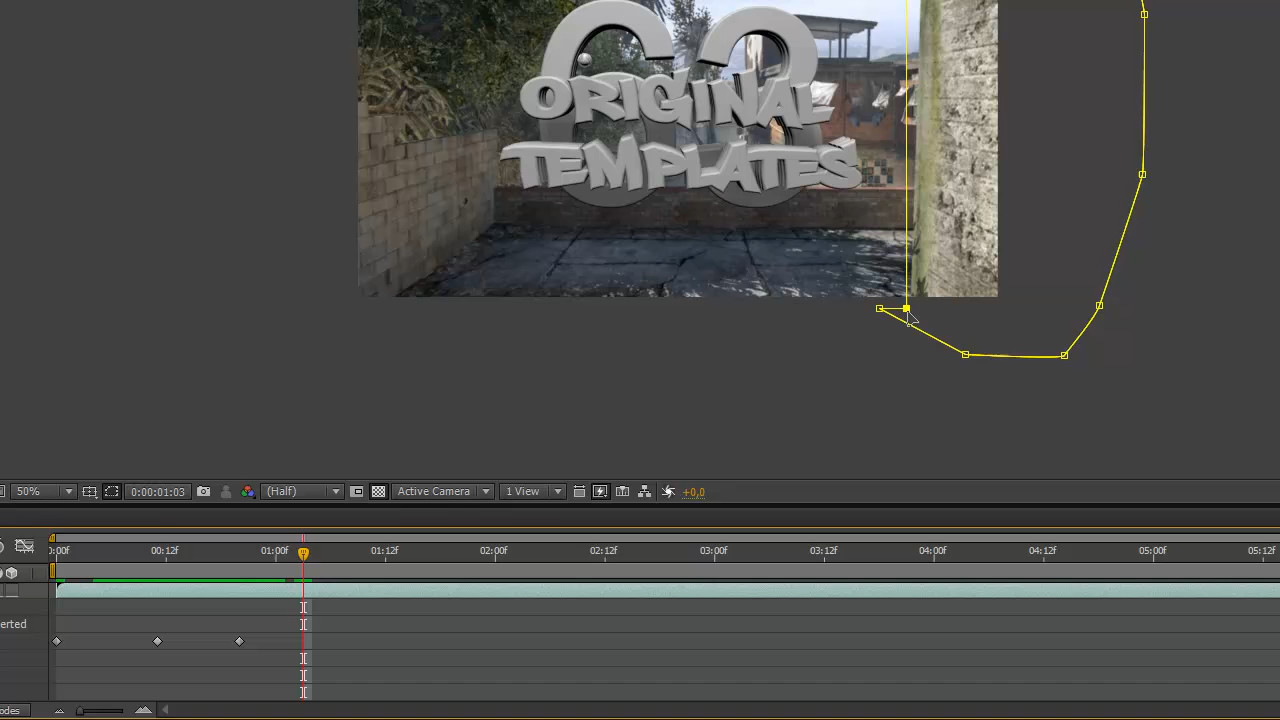 ORIGINAL
TEMPLATES
50%
0:00:01:03
(Half)
Active Camera
1 View
+0,0
0:00f 00:12f 01:00f 01:12f 02:00f 02:12f 03:00f 03:12f 04:00f 04:12f 05:00f 05:12f
erted
odes